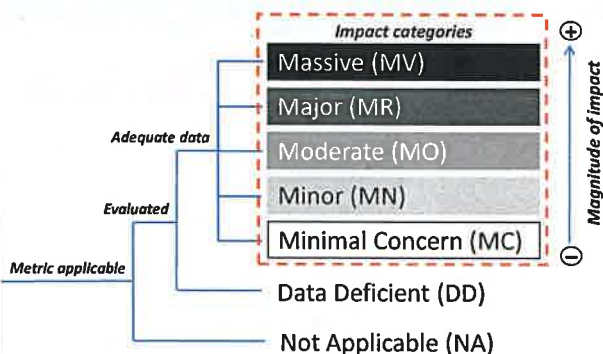 Impact categories
Massive (MV)
Major (MR)
Adequate data
Moderate (MO)
Minor (MN)
Evaluated
Minimal Concern (MC)
Metric applicable
Data Deficient (DD)
Not Applicable (NA)
+
Magnitude of impact
−